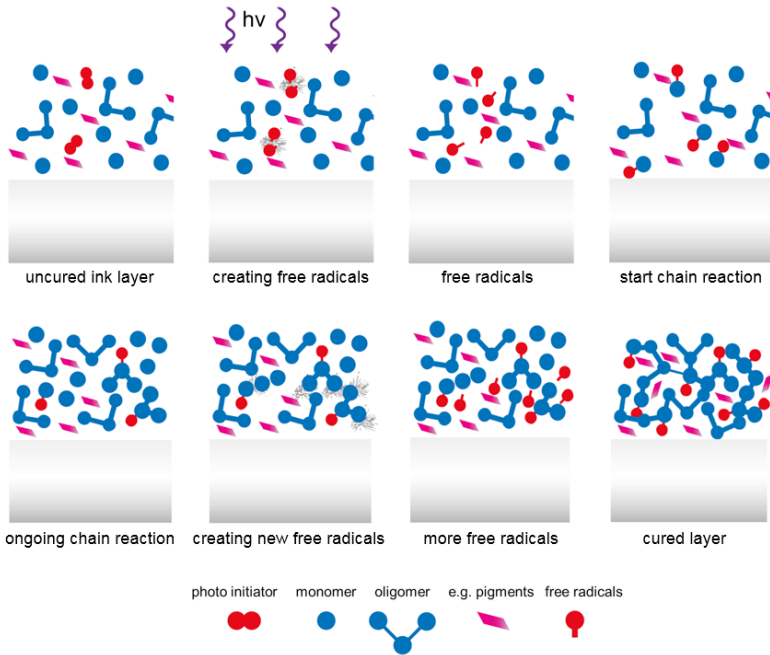 hv
uncured ink layer
creating free radicals
free radicals
start chain reaction
ongoing chain reaction
creating new free radicals
more free radicals
cured layer
photo initiator
monomer
oligomer
e.g. pigments
free radicals